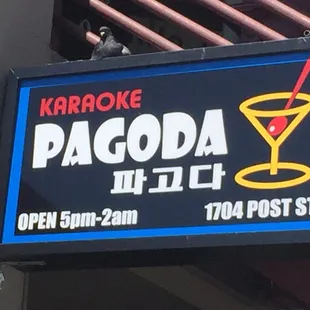 KARAOKE
PAGODA
파고다
OPEN 5pm-2am
1704 POST ST